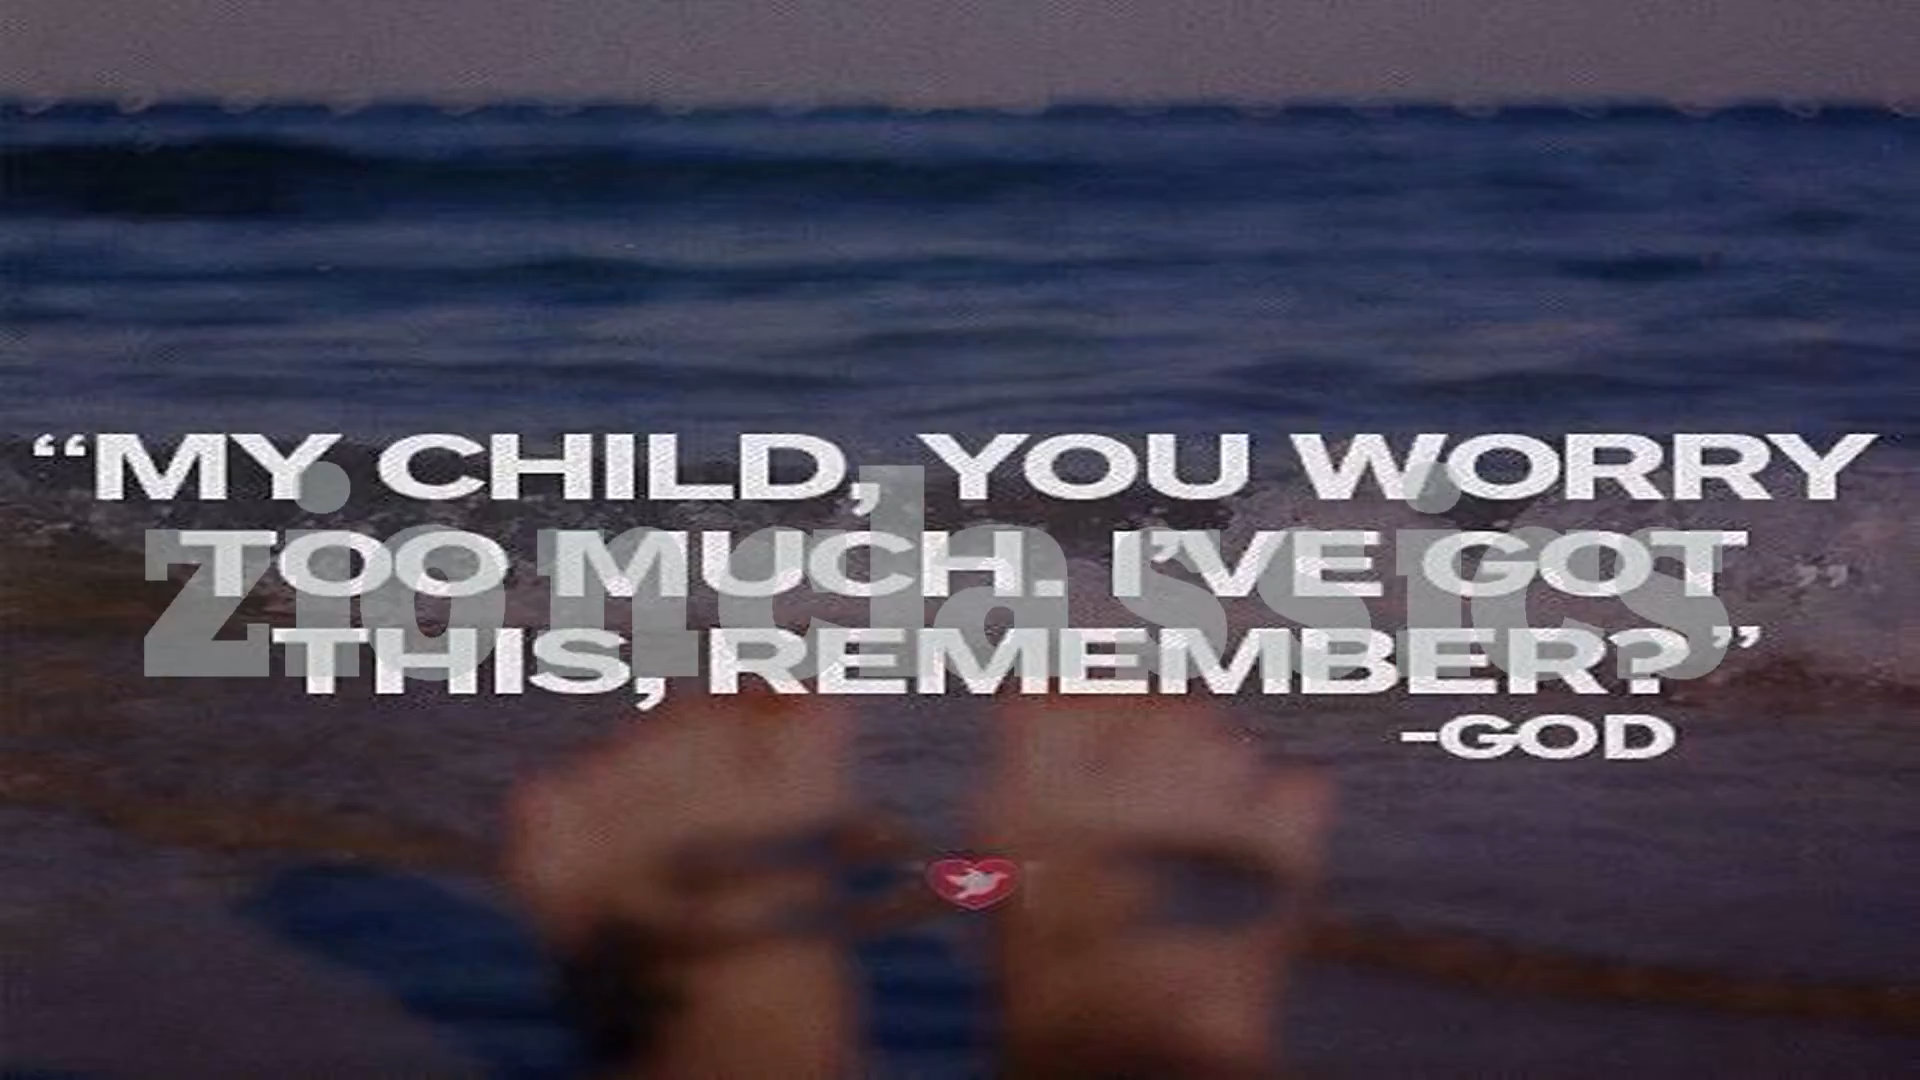 “MY CHILD, YOU WORRY
TOO MUCH. I’VE GOT
THIS, REMEMBER?”
-GOD
zionclassics